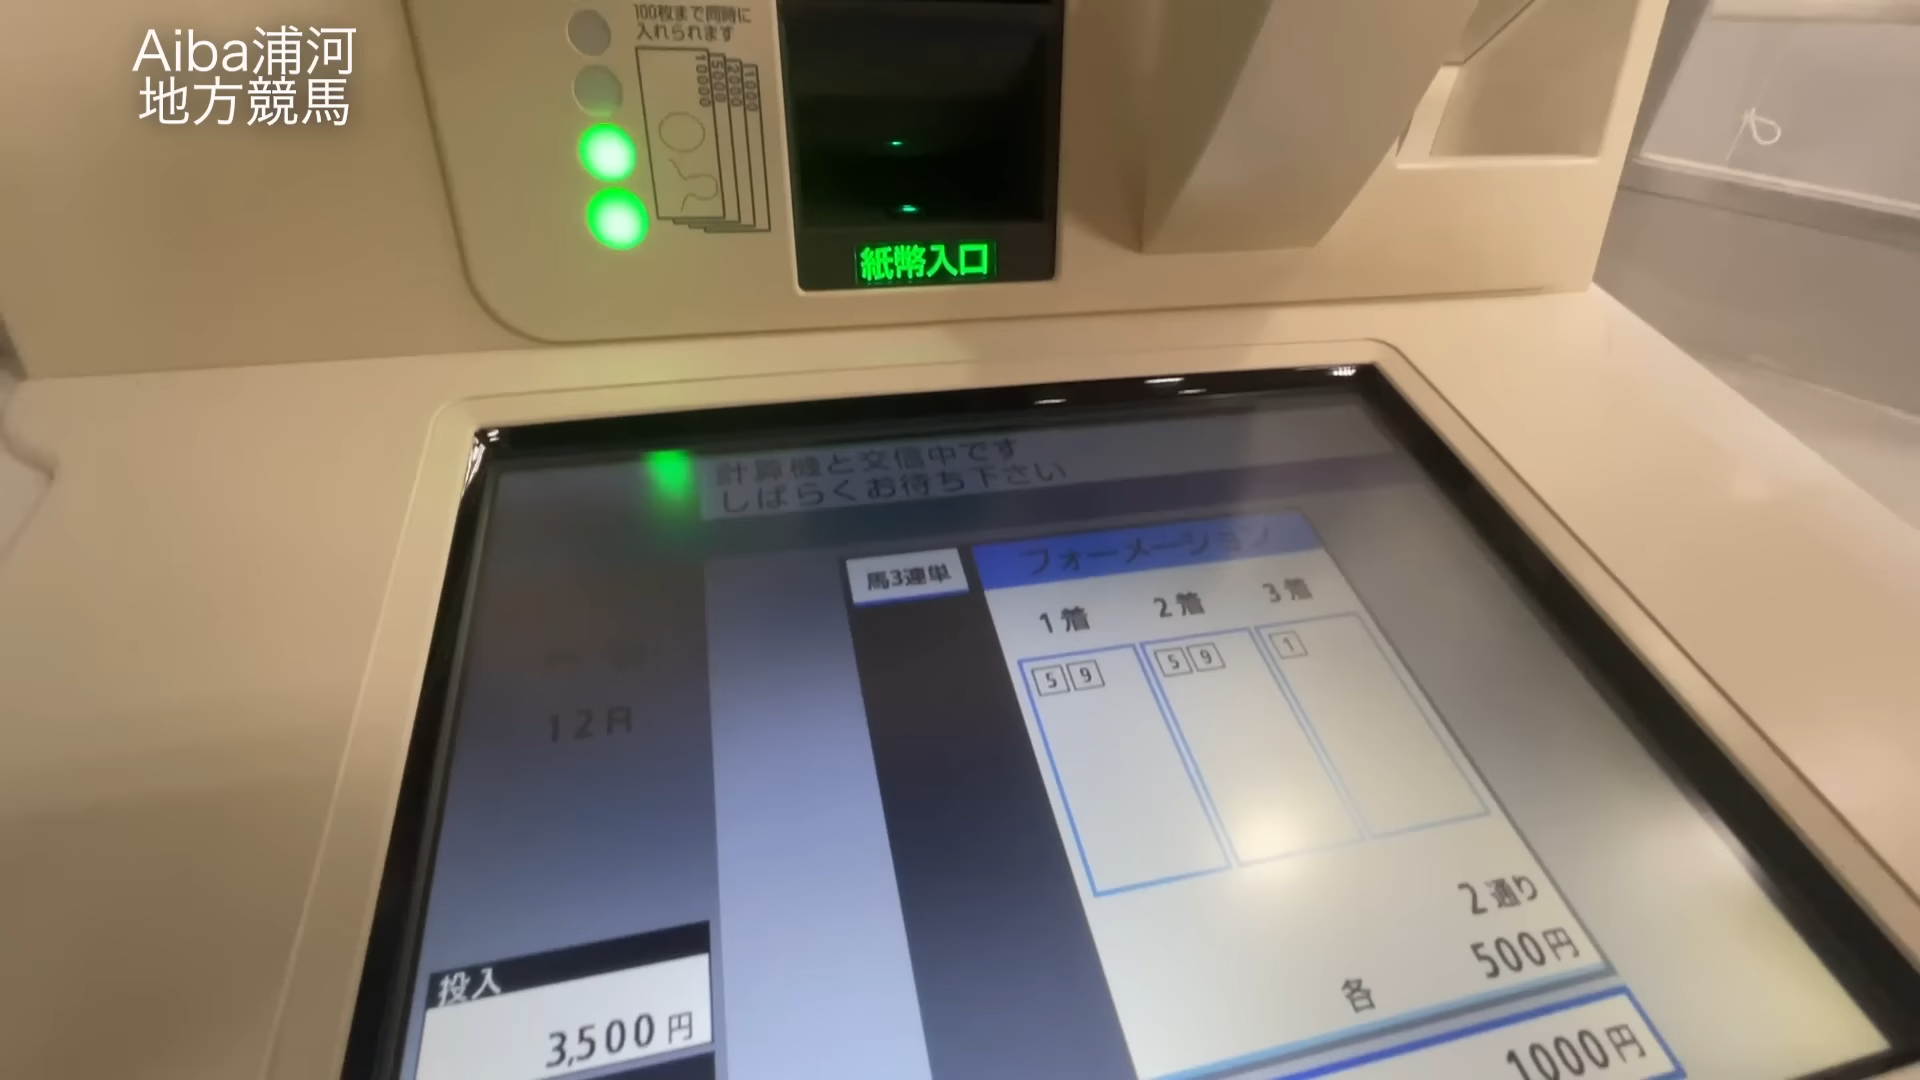 Aiba浦河
地方競馬
100枚まで同時に
入れられます
10000
5000
2000
1000
紙幣入口
計算機と交信中です
しばらくお待ち下さい
馬3連単
フォーメーション
1着 2着 3着
5 9 5 9 1
12月
2通り
各 500円
投入
3,500円
1000円